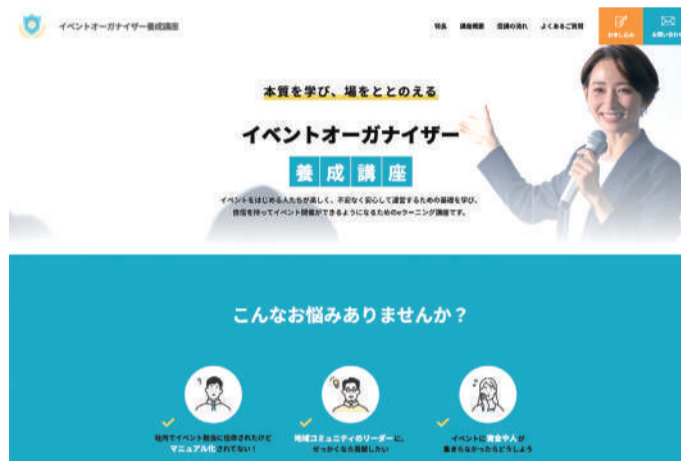 イベントオーガナイザー養成講座
特長 講座概要 受講の流れ よくあるご質問
お申し込み
お問い合わせ
本質を学び、場をととのえる
イベントオーガナイザー
養成講座
イベントをはじめる人たちが楽しく、不安なく安心して運営するための基礎を学び、
自信を持ってイベント開催ができるようになるためのeラーニング講座です。
こんなお悩みありませんか？
社内でイベント担当に任命されたけど
マニュアル化されてない！
地域コミュニティのリーダーに。
せっかくなら貢献したい
イベントに資金や人が
集まらなかったらどうしよう